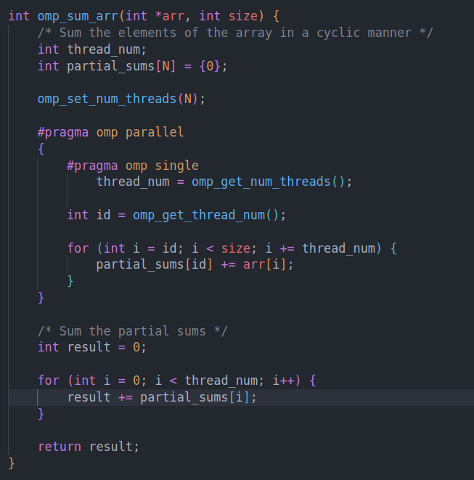 int omp_sum_arr(int *arr, int size) {
    /* Sum the elements of the array in a cyclic manner */
    int thread_num;
    int partial_sums[N] = {0};

    omp_set_num_threads(N);

    #pragma omp parallel
    {
        #pragma omp single
            thread_num = omp_get_num_threads();

        int id = omp_get_thread_num();

        for (int i = id; i < size; i += thread_num) {
            partial_sums[id] += arr[i];
        }
    }

    /* Sum the partial sums */
    int result = 0;

    for (int i = 0; i < thread_num; i++) {
        result += partial_sums[i];
    }

    return result;
}